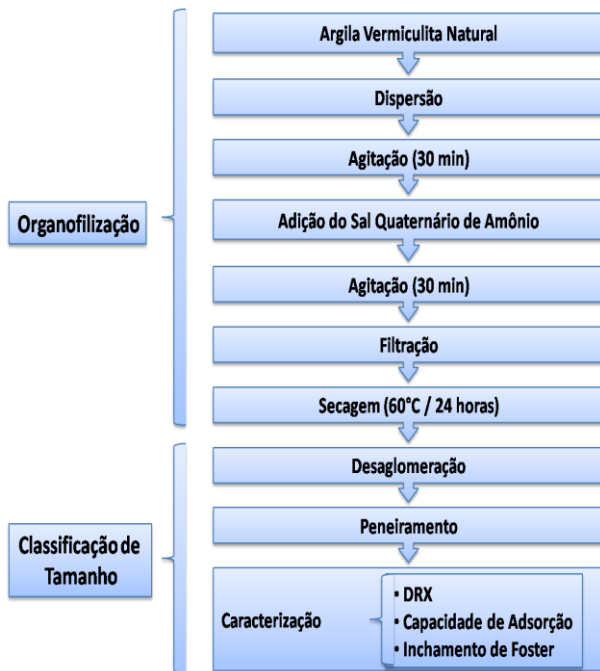 Argila Vermiculita Natural
Dispersão
Agitação (30 min)
Organofilização
Adição do Sal Quaternário de Amônio
Agitação (30 min)
Filtração
Secagem (60°C / 24 horas)
Desaglomeração
Peneiramento
Classificação de
Tamanho
Caracterização
• DRX
• Capacidade de Adsorção
• Inchamento de Foster